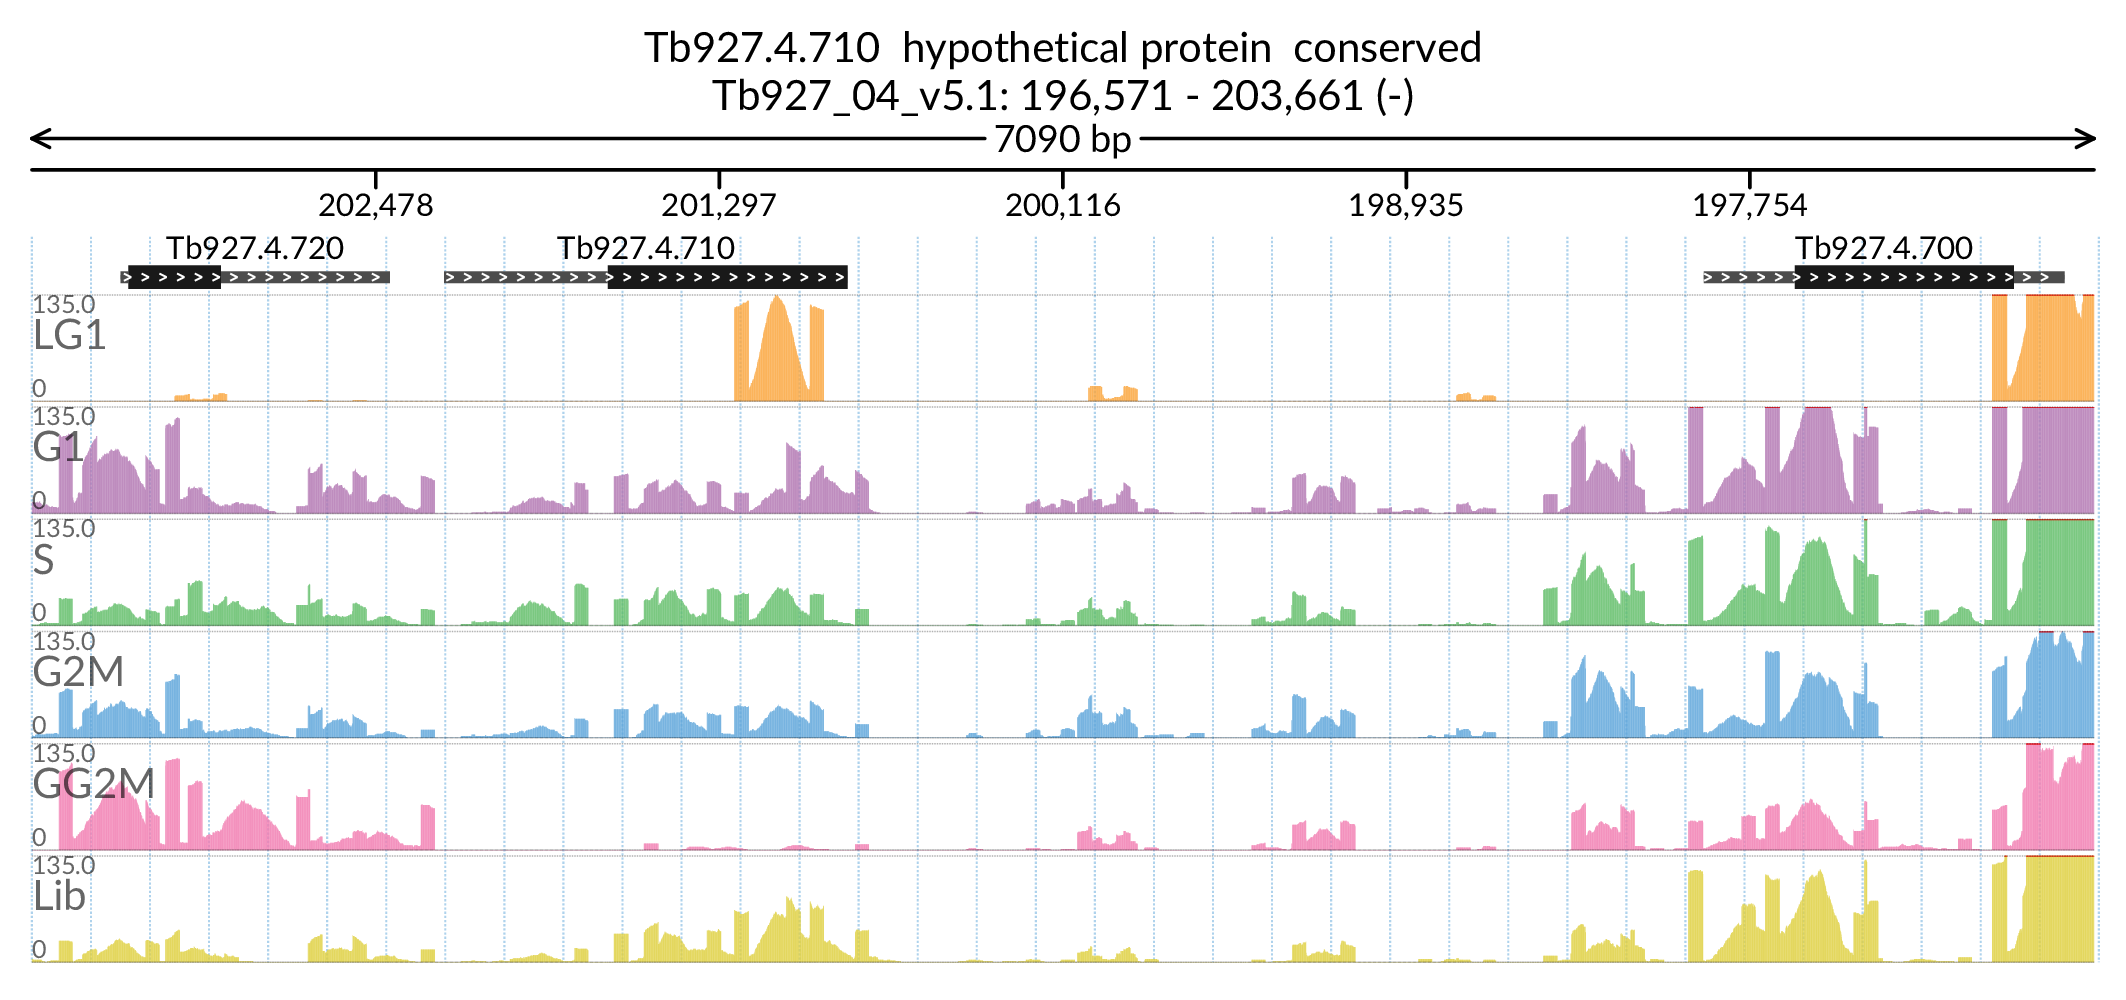 Tb927.4.710 hypothetical protein conserved
Tb927_04_v5.1: 196,571 - 203,661 (-)
7090 bp
202,478 201,297 200,116 198,935 197,754
Tb927.4.720 Tb927.4.710 Tb927.4.700
135.0
LG1
0
135.0
G1
0
135.0
S
0
135.0
G2M
0
135.0
GG2M
0
135.0
Lib
0